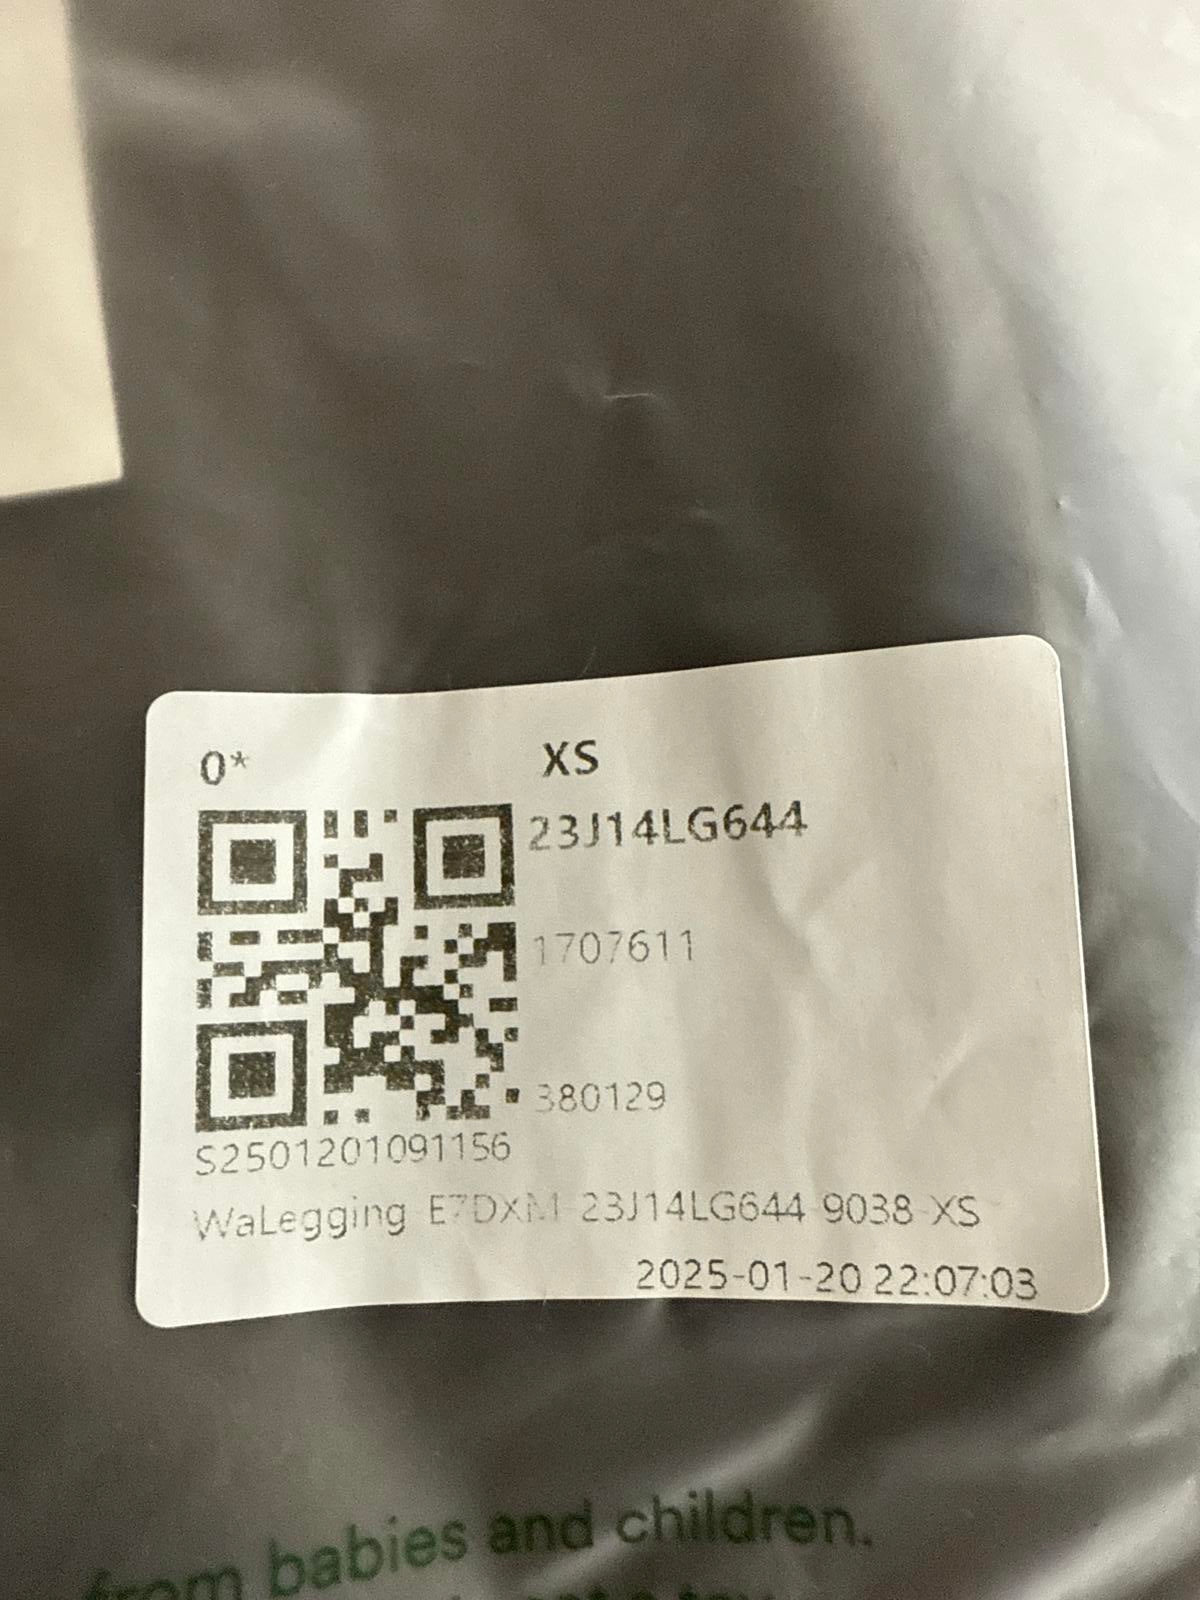 0* XS
23J14LG644
1707611
380129
S2501201091156
WaLegging E7DXM 23J14LG644 9038 XS
2025-01-20 22:07:03
from babies and children.